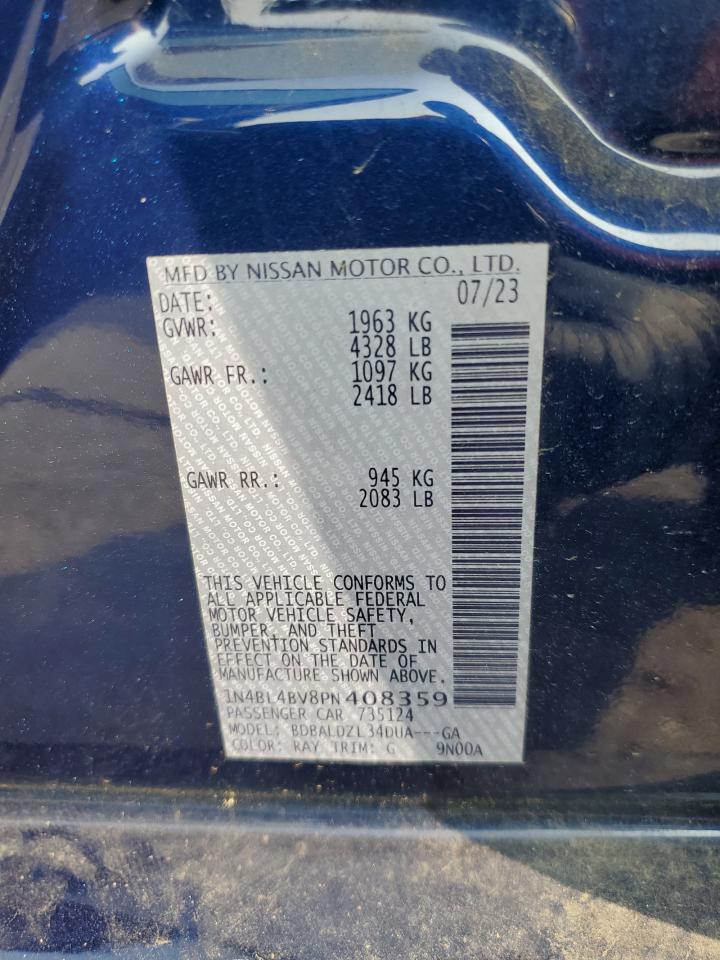 MFD BY NISSAN MOTOR CO., LTD.
DATE: 07/23
GVWR: 1963 KG
4328 LB
GAWR FR.: 1097 KG
2418 LB
GAWR RR.: 945 KG
2083 LB
THIS VEHICLE CONFORMS TO
ALL APPLICABLE FEDERAL
MOTOR VEHICLE SAFETY,
BUMPER, AND THEFT
PREVENTION STANDARDS IN
EFFECT ON THE DATE OF
MANUFACTURE SHOWN ABOVE.
1N4BL4BV8PN408359
PASSENGER CAR 735124
MODEL: BDBALDZL34DUA---GA
COLOR: RAY TRIM: G 9N00A